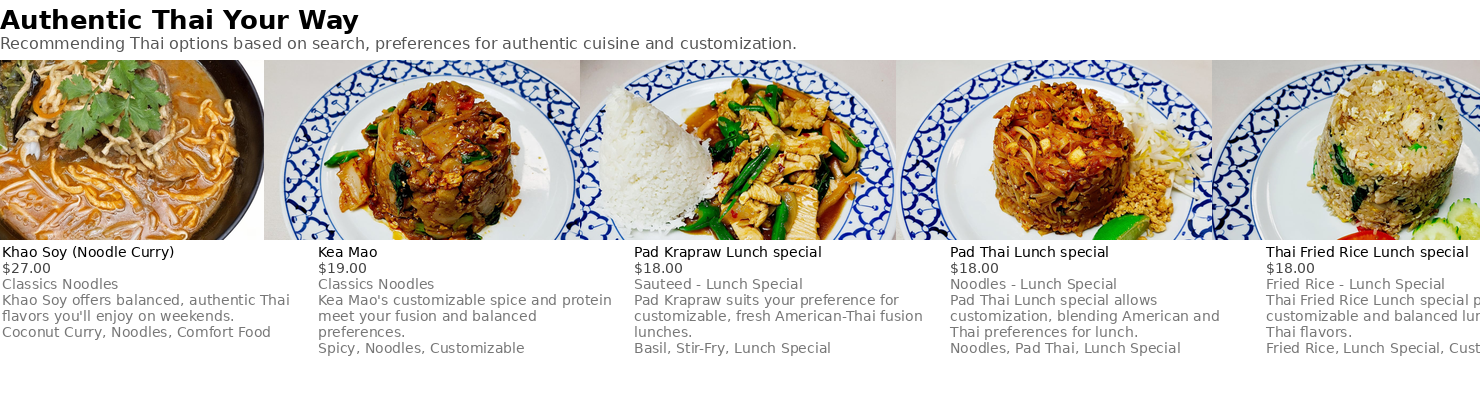 Authentic Thai Your Way
Recommending Thai options based on search, preferences for authentic cuisine and customization.
Khao Soy (Noodle Curry)
$27.00
Classics Noodles
Khao Soy offers balanced, authentic Thai
flavors you'll enjoy on weekends.
Coconut Curry, Noodles, Comfort Food
Kea Mao
$19.00
Classics Noodles
Kea Mao's customizable spice and protein
meet your fusion and balanced
preferences.
Spicy, Noodles, Customizable
Pad Krapraw Lunch special
$18.00
Sauteed - Lunch Special
Pad Krapraw suits your preference for
customizable, fresh American-Thai fusion
lunches.
Basil, Stir-Fry, Lunch Special
Pad Thai Lunch special
$18.00
Noodles - Lunch Special
Pad Thai Lunch special allows
customization, blending American and
Thai preferences for lunch.
Noodles, Pad Thai, Lunch Special
Thai Fried Rice Lunch special
$18.00
Fried Rice - Lunch Special
Thai Fried Rice Lunch special
customizable and balanced
Thai flavors.
Fried Rice, Lunch Special,